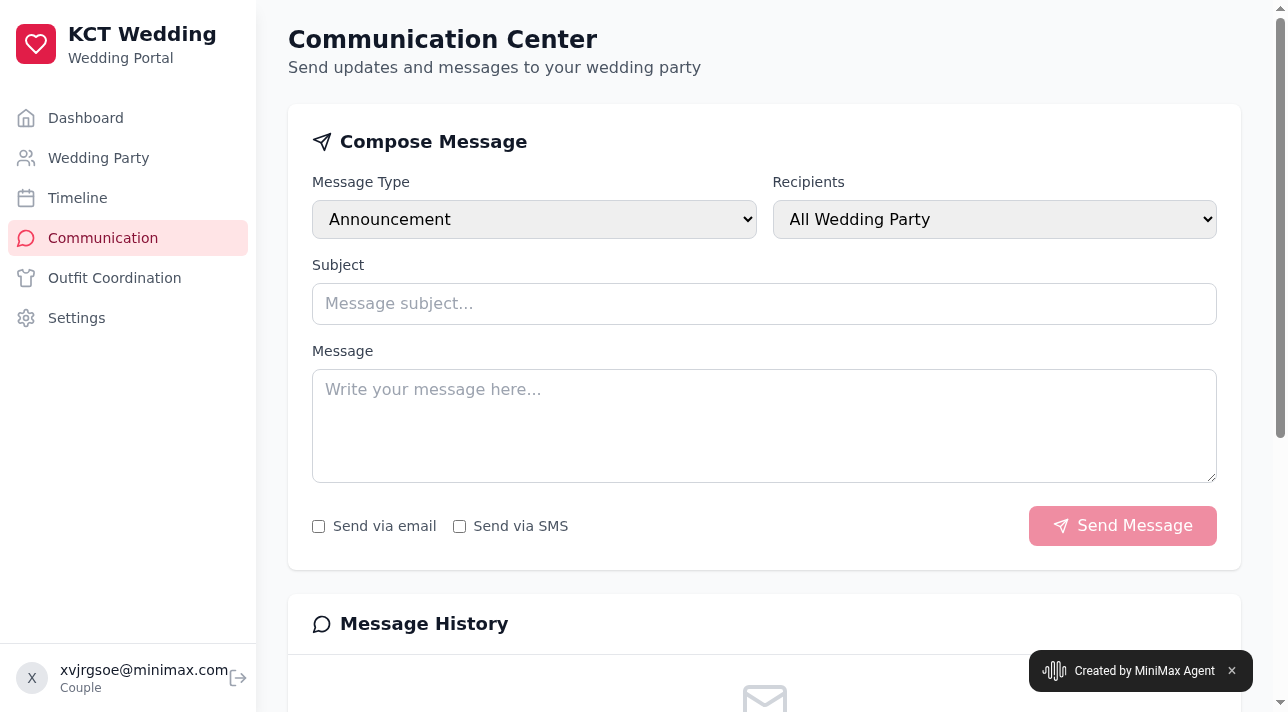 KCT Wedding
Wedding Portal
Dashboard
Wedding Party
Timeline
Communication
Outfit Coordination
Settings
X
xvjrgsoe@minimax.com
Couple
Communication Center
Send updates and messages to your wedding party
Compose Message
Message Type
Recipients
Announcement
All Wedding Party
Subject
Message subject...
Message
Write your message here...
Send via email
Send via SMS
Send Message
Message History
Created by MiniMax Agent